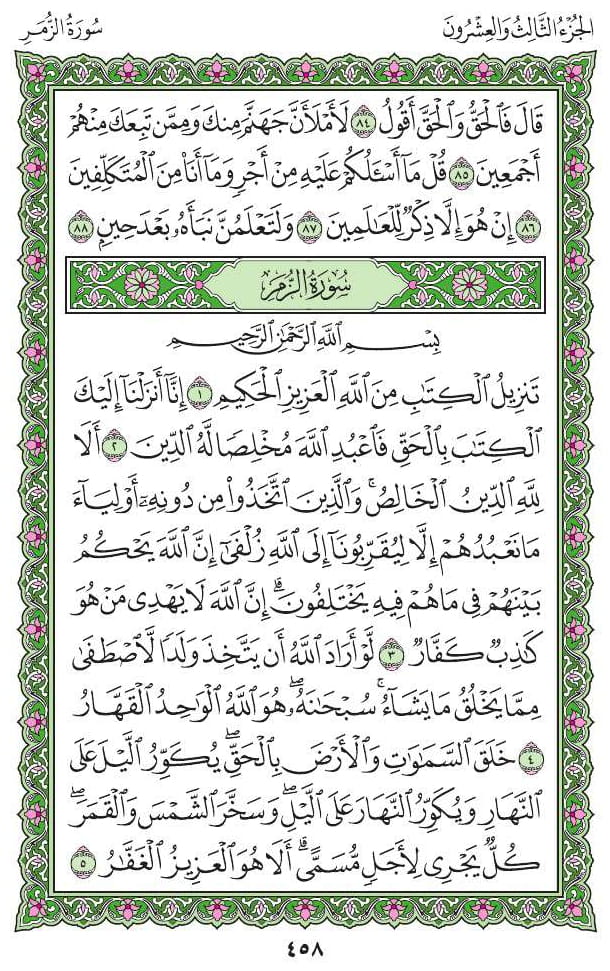 الجزء الثالث والعشرون
سورة الزمر
قَالَ فَٱلْحَقُّ وَٱلْحَقَّ أَقُولُ ٨٤ لَأَمْلَأَنَّ جَهَنَّمَ مِنكَ وَمِمَّن تَبِعَكَ مِنْهُمْ
أَجْمَعِينَ ٨٥ قُلْ مَآ أَسْـَٔلُكُمْ عَلَيْهِ مِنْ أَجْرٍ وَمَآ أَنَا۠ مِنَ ٱلْمُتَكَلِّفِينَ
٨٦ إِنْ هُوَ إِلَّا ذِكْرٌ لِّلْعَـٰلَمِينَ ٨٧ وَلَتَعْلَمُنَّ نَبَأَهُۥ بَعْدَ حِينٍۭ ٨٨
سُورَةُ الزُّمَرِ
بِسْمِ ٱللَّهِ ٱلرَّحْمَـٰنِ ٱلرَّحِيمِ
تَنزِيلُ ٱلْكِتَـٰبِ مِنَ ٱللَّهِ ٱلْعَزِيزِ ٱلْحَكِيمِ ١ إِنَّآ أَنزَلْنَآ إِلَيْكَ
ٱلْكِتَـٰبَ بِٱلْحَقِّ فَٱعْبُدِ ٱللَّهَ مُخْلِصًا لَّهُ ٱلدِّينَ ٢ أَلَا
لِلَّهِ ٱلدِّينُ ٱلْخَالِصُ ۚ وَٱلَّذِينَ ٱتَّخَذُوا۟ مِن دُونِهِۦٓ أَوْلِيَآءَ
مَا نَعْبُدُهُمْ إِلَّا لِيُقَرِّبُونَآ إِلَى ٱللَّهِ زُلْفَىٰٓ إِنَّ ٱللَّهَ يَحْكُمُ
بَيْنَهُمْ فِى مَا هُمْ فِيهِ يَخْتَلِفُونَ ۗ إِنَّ ٱللَّهَ لَا يَهْدِى مَنْ هُوَ
كَـٰذِبٌ كَفَّارٌ ٣ لَّوْ أَرَادَ ٱللَّهُ أَن يَتَّخِذَ وَلَدًا لَّٱصْطَفَىٰ
مِمَّا يَخْلُقُ مَا يَشَآءُ ۚ سُبْحَـٰنَهُۥ ۖ هُوَ ٱللَّهُ ٱلْوَٰحِدُ ٱلْقَهَّارُ
٤ خَلَقَ ٱلسَّمَـٰوَٰتِ وَٱلْأَرْضَ بِٱلْحَقِّ ۖ يُكَوِّرُ ٱلَّيْلَ عَلَى
ٱلنَّهَارِ وَيُكَوِّرُ ٱلنَّهَارَ عَلَى ٱلَّيْلِ ۖ وَسَخَّرَ ٱلشَّمْسَ وَٱلْقَمَرَ ۖ
كُلٌّ يَجْرِى لِأَجَلٍ مُّسَمًّى ۗ أَلَا هُوَ ٱلْعَزِيزُ ٱلْغَفَّـٰرُ ٥
٤٥٨